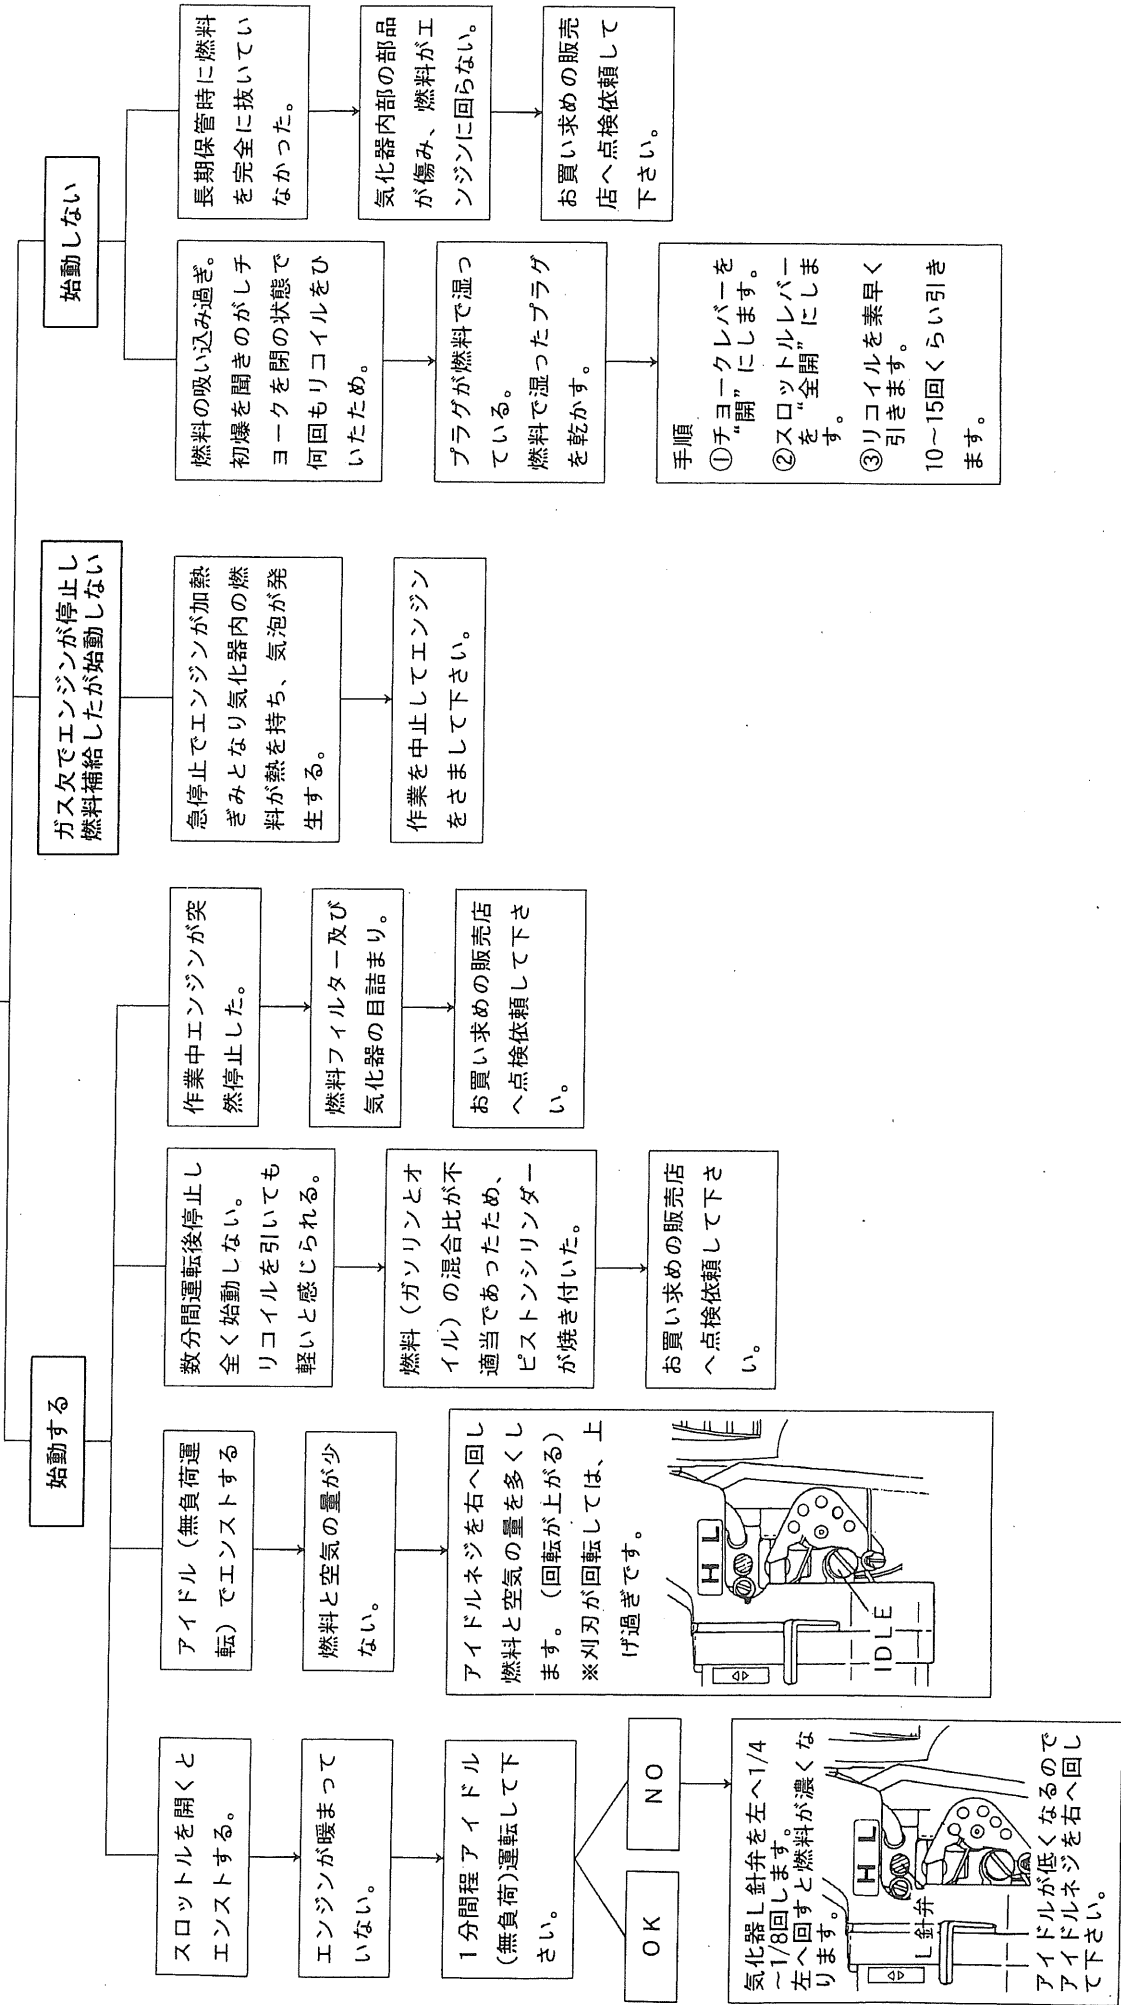 始動する
スロットルを開くと
エンストする。
エンジンが暖まって
いない。
1分間程アイドル
(無負荷)運転して下
さい。
OK
NO
気化器L針弁を左へ1/4
~1/8回します。
左へ回すと燃料が濃くな
ります。
H L
L針弁
アイドルが低くなるので
アイドルネジを右へ回し
て下さい。
アイドル(無負荷運
転)でエンストする
燃料と空気の量が少
ない。
アイドルネジを右へ回し
燃料と空気の量を多くし
ます。(回転が上がる)
※刈刃が回転しては、上
げ過ぎです。
H L
IDLE
数分間運転後停止し
全く始動しない。
リコイルを引いても
軽いと感じられる。
燃料(ガソリンとオ
イル)の混合比が不
適当であったため、
ピストンシリンダー
が焼き付いた。
お買い求めの販売店
へ点検依頼して下さ
い。
作業中エンジンが突
然停止した。
燃料フィルター及び
気化器の目詰まり。
お買い求めの販売店
へ点検依頼して下さ
い。
ガス欠でエンジンが停止し
燃料補給したが始動しない
急停止でエンジンが加熱
ぎみとなり気化器内の燃
料が熱を持ち、気泡が発
生する。
作業を中止してエンジン
をさまして下さい。
始動しない
燃料の吸い込み過ぎ。
初爆を聞きのがしチ
ョークを閉の状態で
何回もリコイルをひ
いたため。
プラグが燃料で湿っ
ている。
燃料で湿ったプラグ
を乾かす。
手順
①チョークレバーを
“開”にします。
②スロットルレバー
を“全開”にしま
す。
③リコイルを素早く
引きます。
10~15回くらい引き
ます。
長期保管時に燃料
を完全に抜いてい
なかった。
気化器内部の部品
が傷み、燃料がエ
ンジンに回らない。
お買い求めの販売
店へ点検依頼して
下さい。